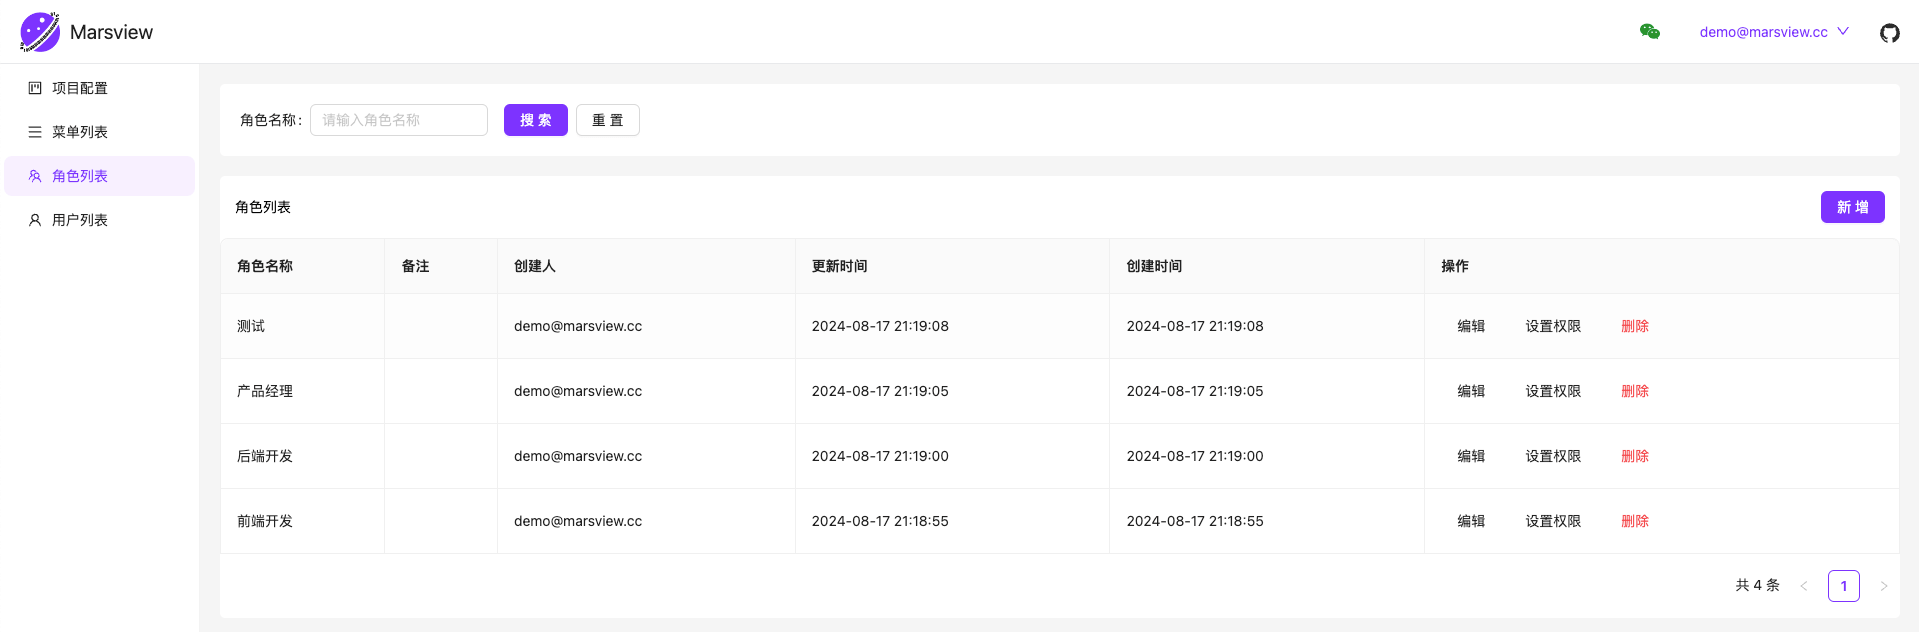 Marsview
demo@marsview.cc
项目配置
菜单列表
角色列表
用户列表
角色名称: 请输入角色名称 搜 索 重 置
角色列表 新 增
角色名称 备注 创建人 更新时间 创建时间 操作
测试 demo@marsview.cc 2024-08-17 21:19:08 2024-08-17 21:19:08 编辑 设置权限 删除
产品经理 demo@marsview.cc 2024-08-17 21:19:05 2024-08-17 21:19:05 编辑 设置权限 删除
后端开发 demo@marsview.cc 2024-08-17 21:19:00 2024-08-17 21:19:00 编辑 设置权限 删除
前端开发 demo@marsview.cc 2024-08-17 21:18:55 2024-08-17 21:18:55 编辑 设置权限 删除
共 4 条 < 1 >